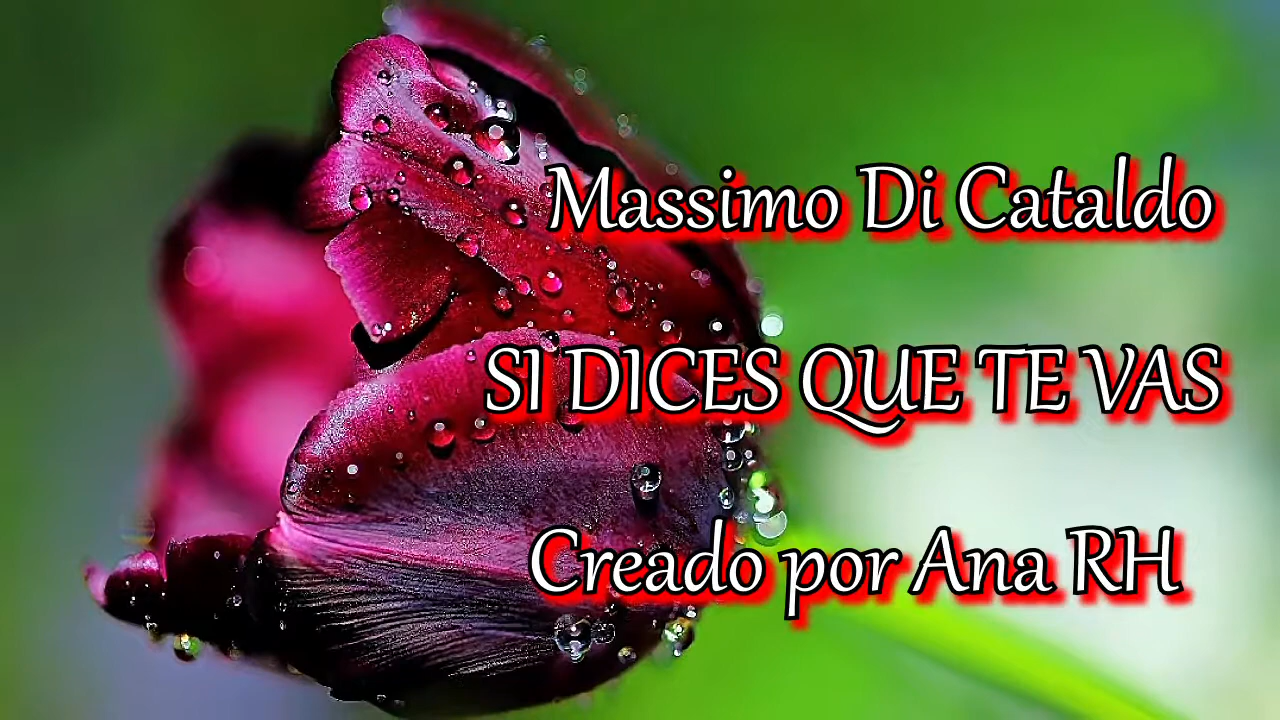 Massimo Di Cataldo
SI DICES QUE TE VAS
Creado por Ana RH